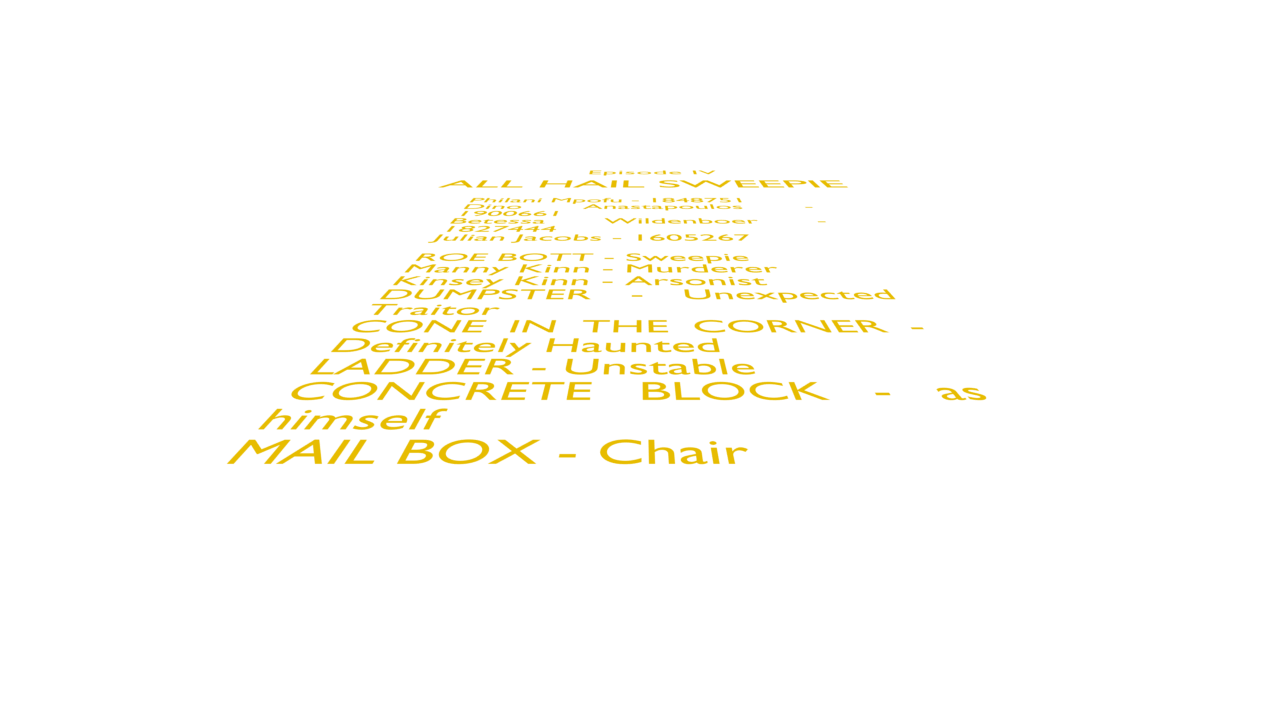 Episode IV
ALL HAIL SWEEPIE
Philani Mpofu - 1848751
Dino Anastapoulos -
1900661
Betessa Wildenboer -
1827444
Julian Jacobs - 1605267
ROE BOTT - Sweepie
Manny Kinn - Murderer
Kinsey Kinn - Arsonist
DUMPSTER - Unexpected
Traitor
CONE IN THE CORNER -
Definitely Haunted
LADDER - Unstable
CONCRETE BLOCK - as
himself
MAIL BOX - Chair